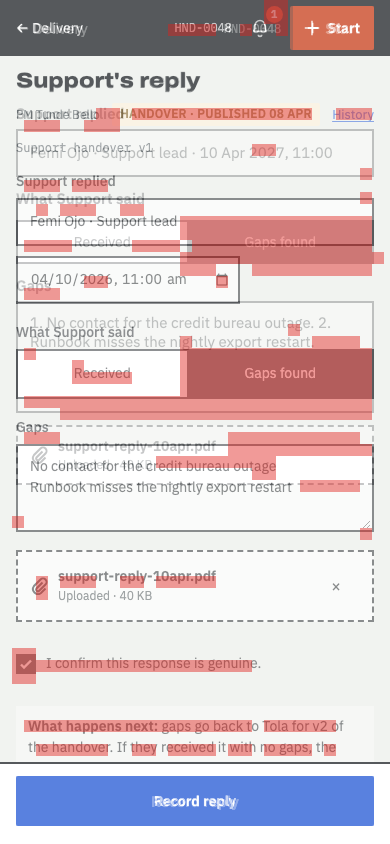 ← Delivery
HND-0048
1
+ Start
Support's reply
HANDOVER · PUBLISHED 08 APR
History
Support handover v1
Support replied
Femi Ojo · Support lead · 10 Apr 2027, 11:00
What Support said
Femi Ojo · Support lead
Received
Gaps found
04/10/2026, 11:00 am
Gaps
1. No contact for the credit bureau outage. 2.
Runbook misses the nightly export restart.
What Support said
Received
Gaps found
Gaps
support-reply-10apr.pdf
No contact for the credit bureau outage
Runbook misses the nightly export restart
support-reply-10apr.pdf
Uploaded · 40 KB
×
I confirm this response is genuine.
What happens next: gaps go back to Tola for v2 of
the handover. If they received it with no gaps, the
Record reply